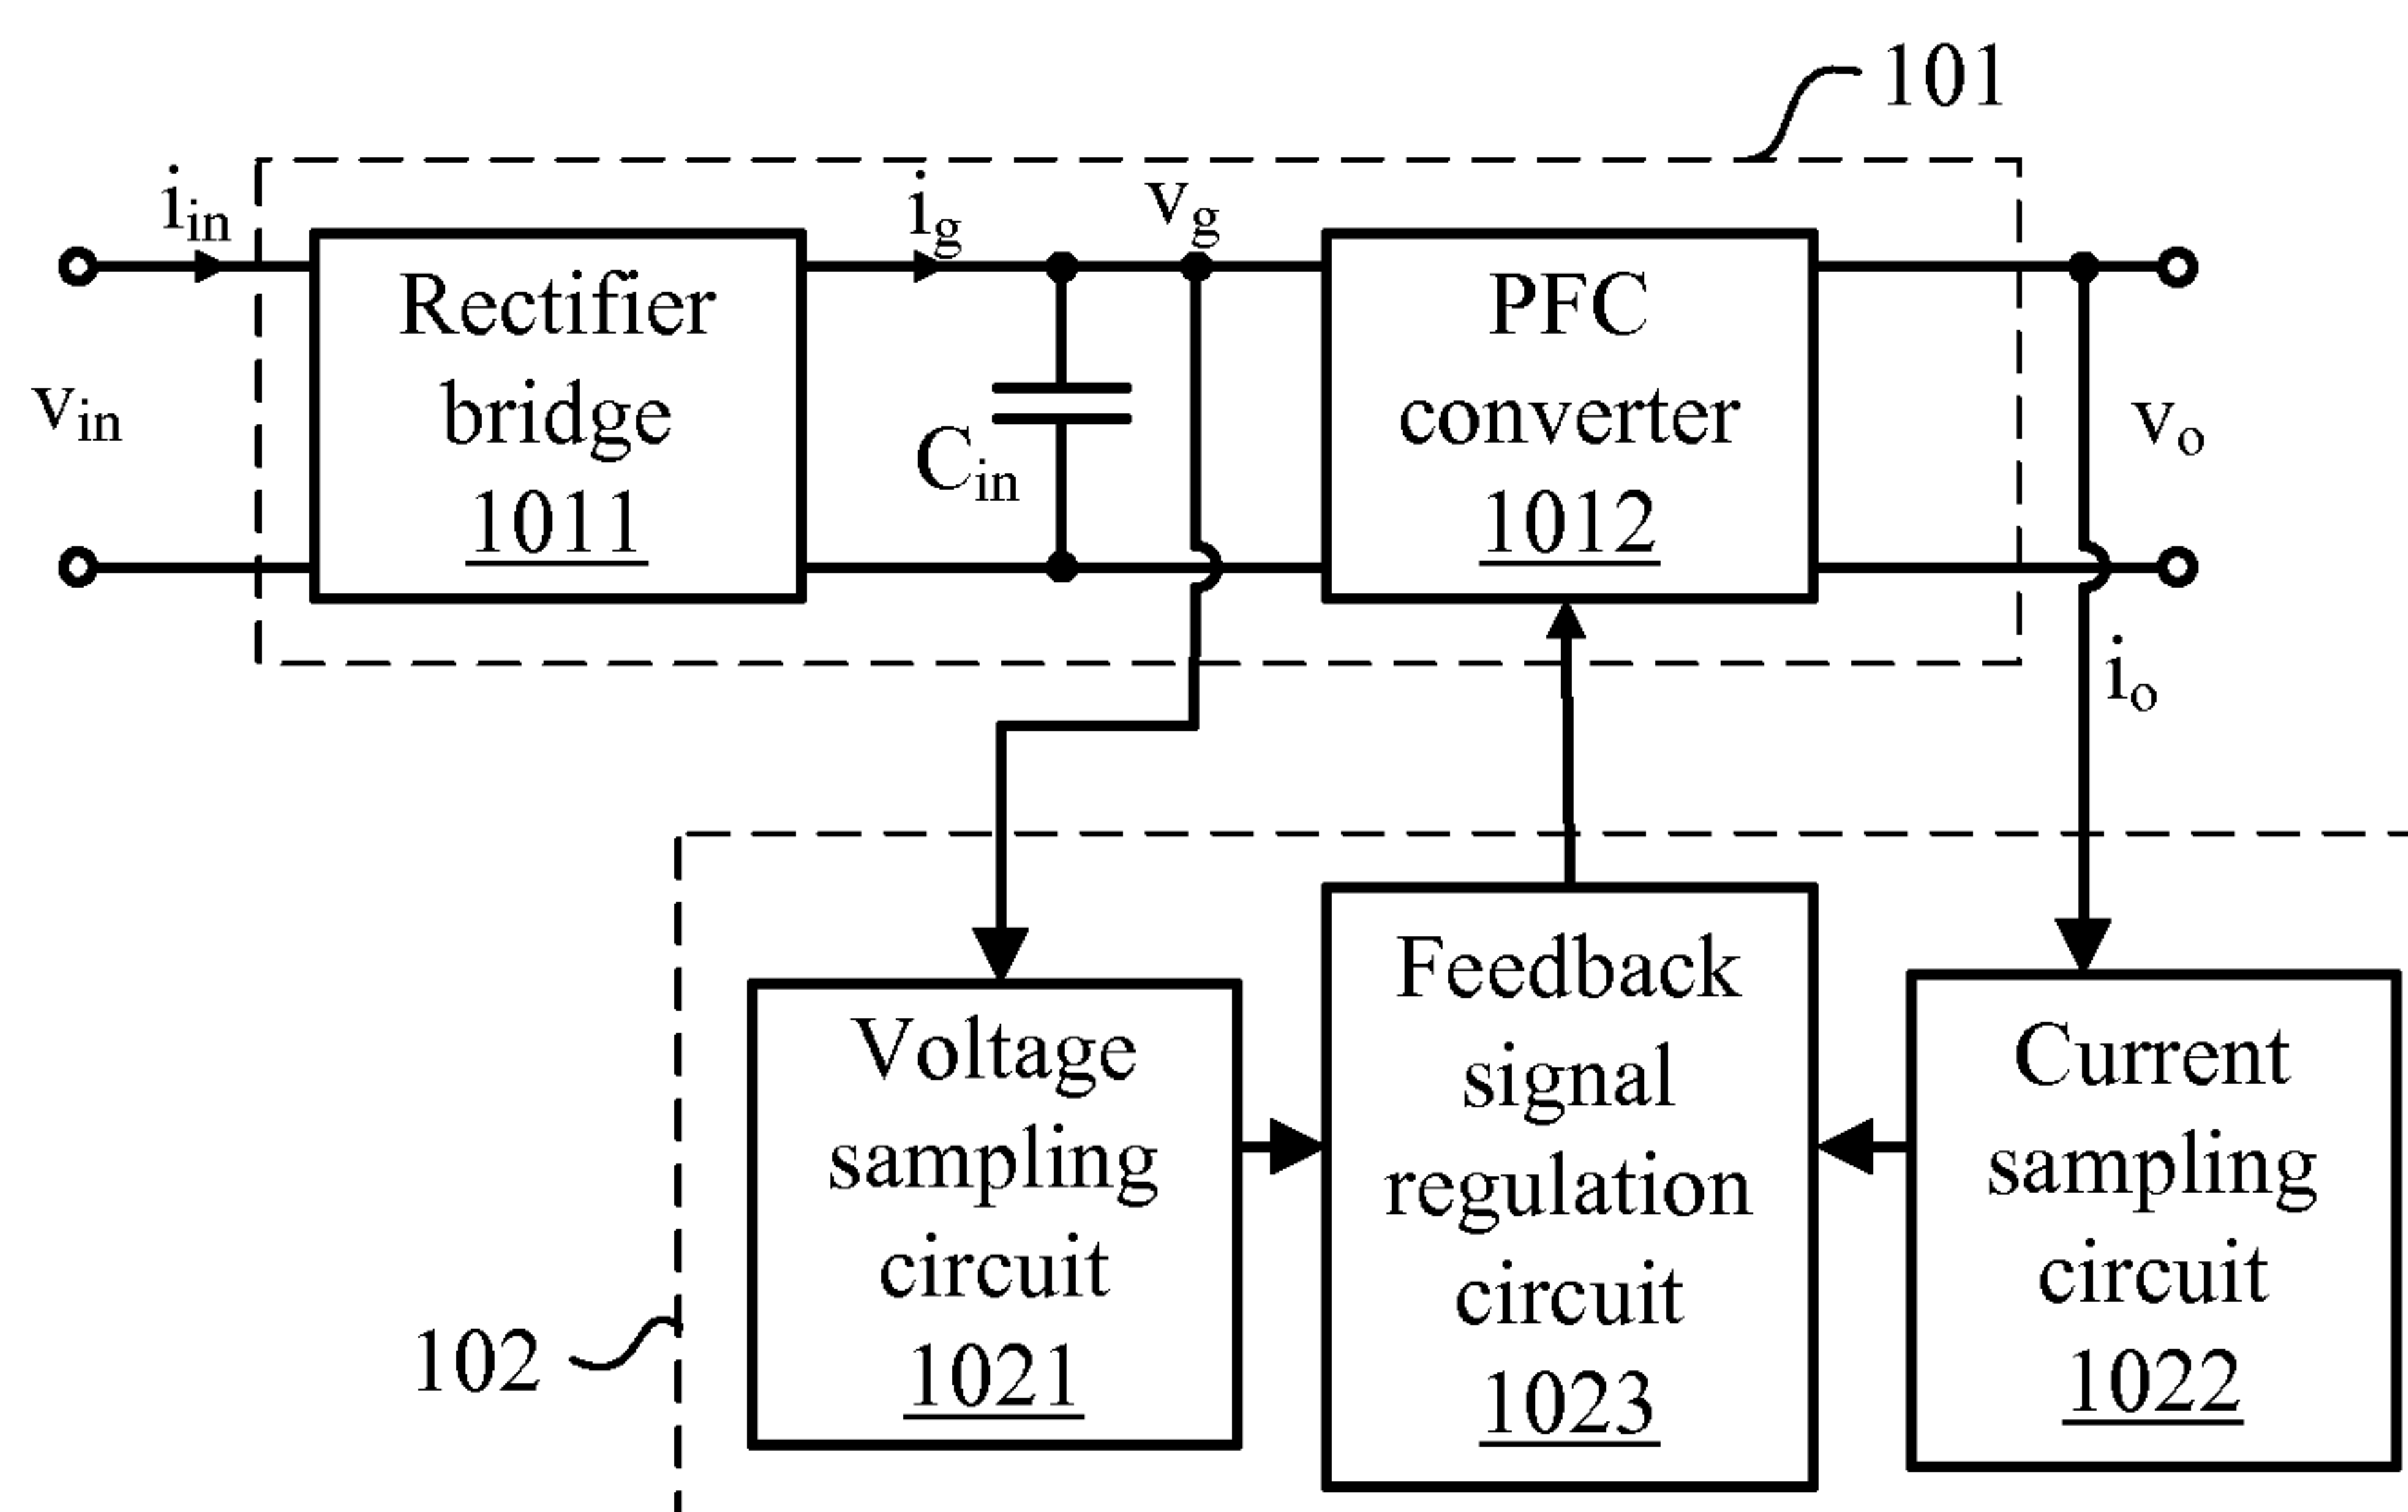 101
i_in
i_g
v_g
Rectifier
bridge
1011
PFC
converter
1012
v_in
C_in
v_o
i_o
Voltage
sampling
circuit
1021
Feedback
signal
regulation
circuit
1023
Current
sampling
circuit
1022
102